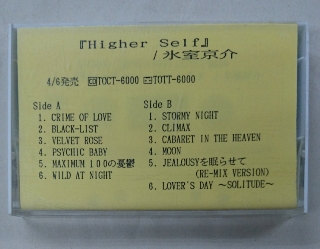 『Higher Self』
/氷室京介
4/6発売 CD TOCT-6000 TOTT-6000
Side A
1. CRIME OF LOVE
2. BLACK-LIST
3. VELVET ROSE
4. PSYCHIC BABY
5. MAXIMUM 100の憂鬱
6. WILD AT NIGHT
Side B
1. STORMY NIGHT
2. CLIMAX
3. CABARET IN THE HEAVEN
4. MOON
5. JEALOUSYを眠らせて
(RE-MIX VERSION)
6. LOVER'S DAY ～SOLITUDE～